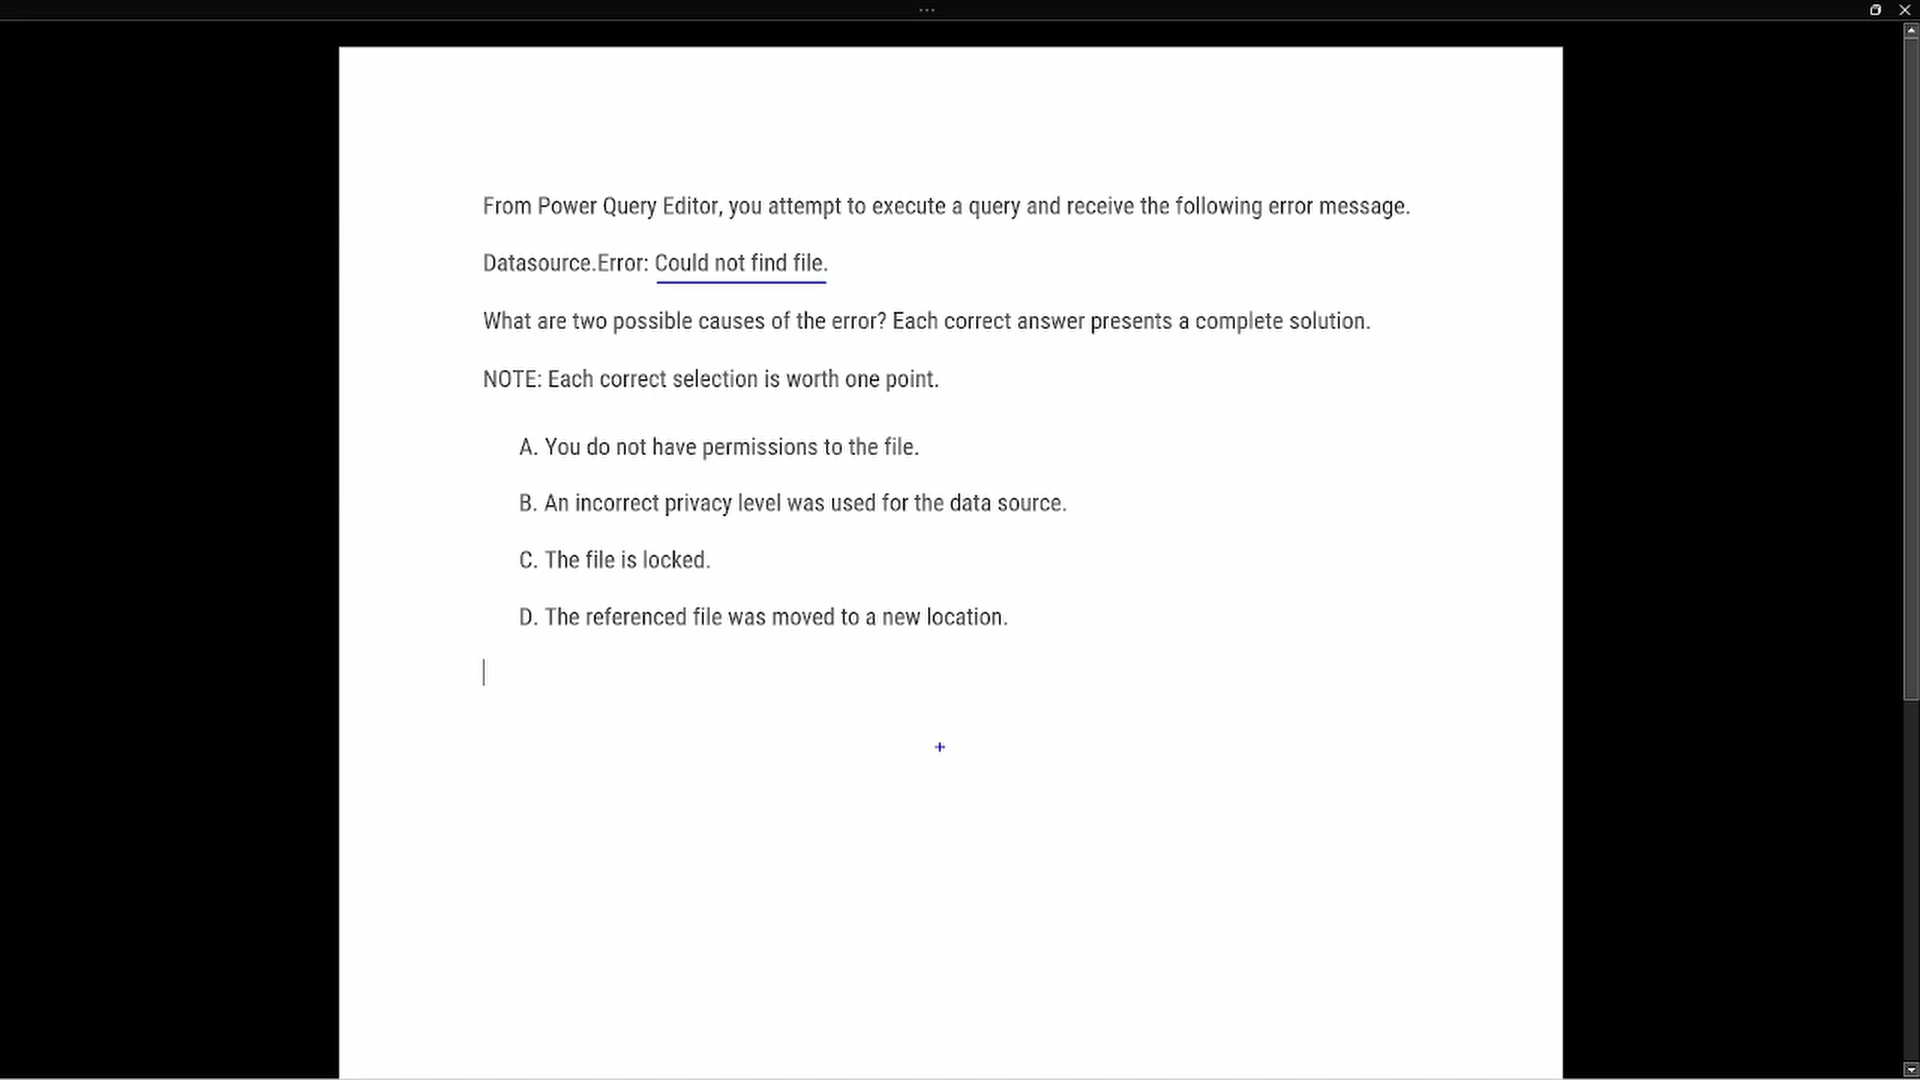 From Power Query Editor, you attempt to execute a query and receive the following error message.
Datasource.Error: Could not find file.
What are two possible causes of the error? Each correct answer presents a complete solution.
NOTE: Each correct selection is worth one point.
A. You do not have permissions to the file.
B. An incorrect privacy level was used for the data source.
C. The file is locked.
D. The referenced file was moved to a new location.